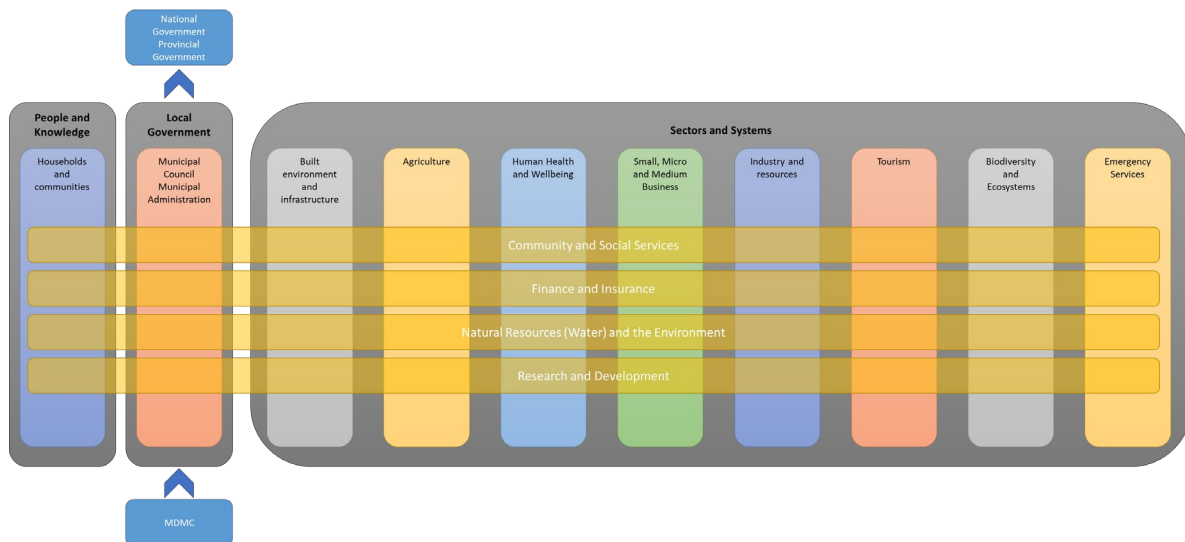 National
Government
Provincial
Government
People and
Knowledge
Local
Government
Sectors and Systems
Households
and
communities
Municipal
Council
Municipal
Administration
Built
environment
and
infrastructure
Agriculture
Human Health
and Wellbeing
Small, Micro
and Medium
Business
Industry and
resources
Tourism
Biodiversity
and
Ecosystems
Emergency
Services
Community and Social Services
Finance and Insurance
Natural Resources (Water) and the Environment
Research and Development
MDMC